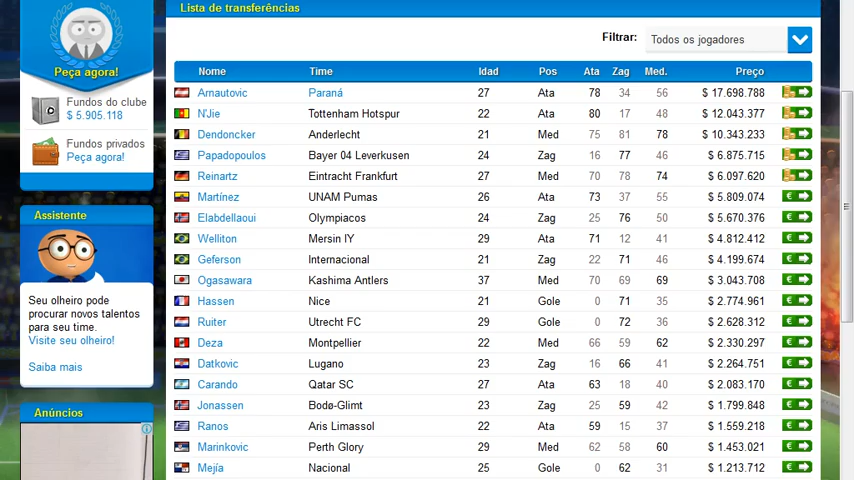 Lista de transferências
Filtrar: Todos os jogadores
Peça agora!
Fundos do clube
$ 5.905.118
Fundos privados
Peça agora!
Assistente
Seu olheiro pode
procurar novos talentos
para seu time.
Visite seu olheiro!
Saiba mais
Anúncios
Nome Time Idad Pos Ata Zag Med. Preço
Arnautovic Paraná 27 Ata 78 34 56 $ 17.698.788
N'Jie Tottenham Hotspur 22 Ata 80 17 48 $ 12.043.377
Dendoncker Anderlecht 21 Med 75 81 78 $ 10.343.233
Papadopoulos Bayer 04 Leverkusen 24 Zag 16 77 46 $ 6.875.715
Reinartz Eintracht Frankfurt 27 Med 70 78 74 $ 6.097.620
Martínez UNAM Pumas 26 Ata 73 37 55 $ 5.809.074
Elabdellaoui Olympiacos 24 Zag 25 76 50 $ 5.670.376
Welliton Mersin IY 29 Ata 71 12 41 $ 4.812.412
Geferson Internacional 21 Zag 22 71 46 $ 4.199.674
Ogasawara Kashima Antlers 37 Med 70 69 69 $ 3.043.708
Hassen Nice 21 Gole 0 71 35 $ 2.774.961
Ruiter Utrecht FC 29 Gole 0 72 36 $ 2.628.312
Deza Montpellier 22 Med 66 59 62 $ 2.330.297
Datkovic Lugano 23 Zag 16 66 41 $ 2.264.751
Carando Qatar SC 27 Ata 63 18 40 $ 2.083.170
Jonassen Bodø-Glimt 23 Zag 25 59 42 $ 1.799.848
Ranos Aris Limassol 22 Ata 59 15 37 $ 1.559.218
Marinkovic Perth Glory 29 Med 62 58 60 $ 1.453.021
Mejía Nacional 25 Gole 0 62 31 $ 1.213.712